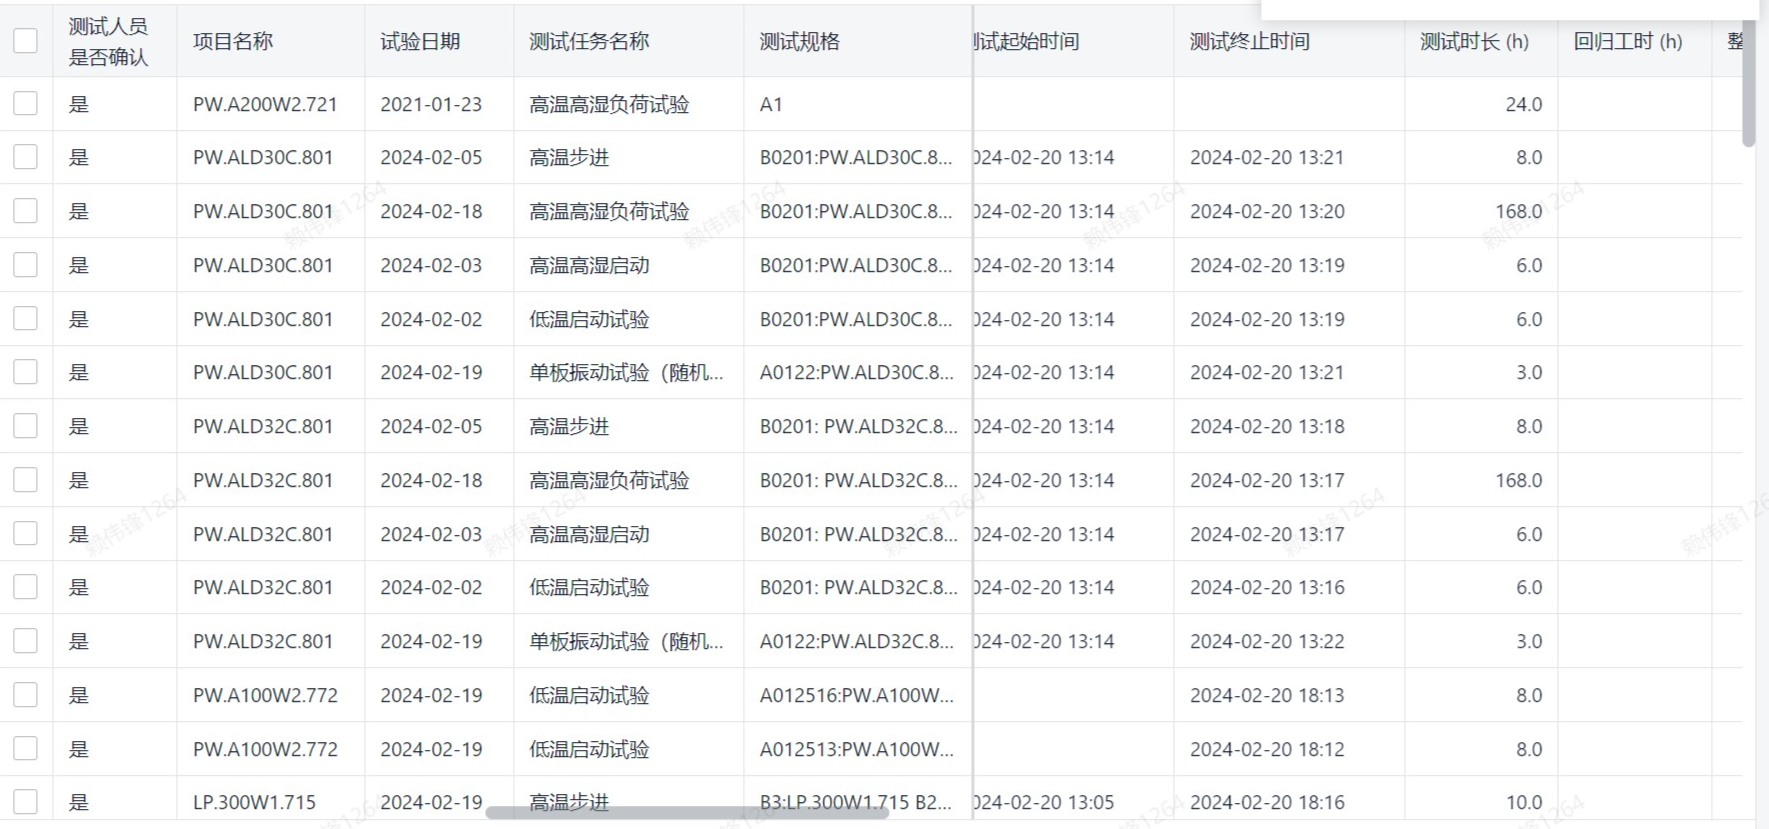 测试人员
是否确认
项目名称 试验日期 测试任务名称 测试规格 试起始时间 测试终止时间 测试时长 (h) 回归工时 (h) 整
是 PW.A200W2.721 2021-01-23 高温高湿负荷试验 A1 24.0
是 PW.ALD30C.801 2024-02-05 高温步进 B0201:PW.ALD30C.8... 024-02-20 13:14 2024-02-20 13:21 8.0
是 PW.ALD30C.801 2024-02-18 高温高湿负荷试验 B0201:PW.ALD30C.8... 024-02-20 13:14 2024-02-20 13:20 168.0
是 PW.ALD30C.801 2024-02-03 高温高湿启动 B0201:PW.ALD30C.8... 024-02-20 13:14 2024-02-20 13:19 6.0
是 PW.ALD30C.801 2024-02-02 低温启动试验 B0201:PW.ALD30C.8... 024-02-20 13:14 2024-02-20 13:19 6.0
是 PW.ALD30C.801 2024-02-19 单板振动试验（随机... A0122:PW.ALD30C.8... 024-02-20 13:14 2024-02-20 13:21 3.0
是 PW.ALD32C.801 2024-02-05 高温步进 B0201: PW.ALD32C.8... 024-02-20 13:14 2024-02-20 13:18 8.0
是 PW.ALD32C.801 2024-02-18 高温高湿负荷试验 B0201: PW.ALD32C.8... 024-02-20 13:14 2024-02-20 13:17 168.0
是 PW.ALD32C.801 2024-02-03 高温高湿启动 B0201: PW.ALD32C.8... 024-02-20 13:14 2024-02-20 13:17 6.0
是 PW.ALD32C.801 2024-02-02 低温启动试验 B0201: PW.ALD32C.8... 024-02-20 13:14 2024-02-20 13:16 6.0
是 PW.ALD32C.801 2024-02-19 单板振动试验（随机... A0122:PW.ALD32C.8... 024-02-20 13:14 2024-02-20 13:22 3.0
是 PW.A100W2.772 2024-02-19 低温启动试验 A012516:PW.A100W... 2024-02-20 18:13 8.0
是 PW.A100W2.772 2024-02-19 低温启动试验 A012513:PW.A100W... 2024-02-20 18:12 8.0
是 LP.300W1.715 2024-02-19 高温步进 B3:LP.300W1.715 B2... 024-02-20 13:05 2024-02-20 18:16 10.0
赖伟锋1264